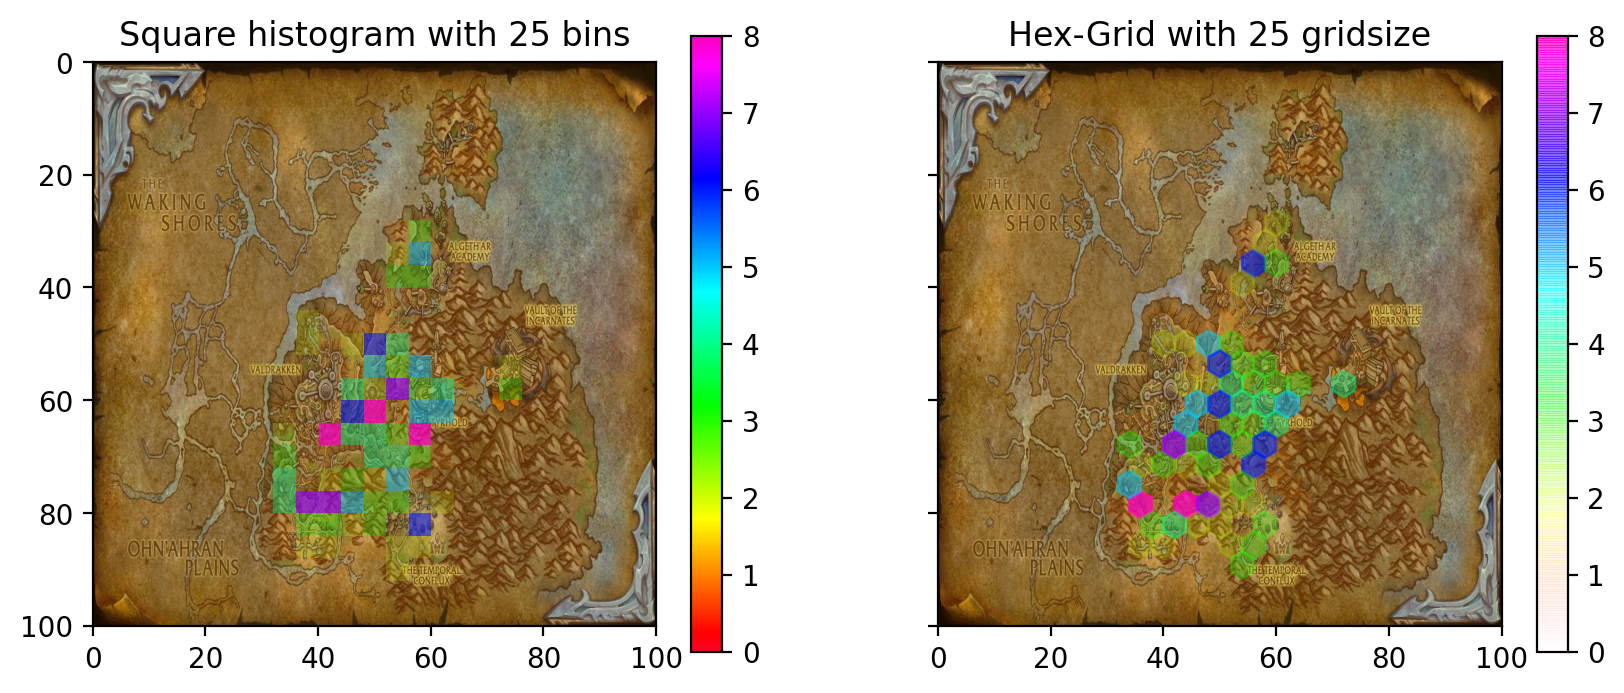 Square histogram with 25 bins
0
20
40
60
80
100
0
20
40
60
80
100
THE
WAKING
SHORES
ALGETH'AR
ACADEMY
VAULT OF THE
INCARNATES
VALDRAKKEN
OHN'AHRAN
PLAINS
THE TEMPORAL
CONFLUX
8
7
6
5
4
3
2
1
0
Hex-Grid with 25 gridsize
THE
WAKING
SHORES
ALGETH'AR
ACADEMY
VAULT OF THE
INCARNATES
VALDRAKKEN
OHN'AHRAN
PLAINS
THE TEMPORAL
CONFLUX
0
20
40
60
80
100
8
7
6
5
4
3
2
1
0